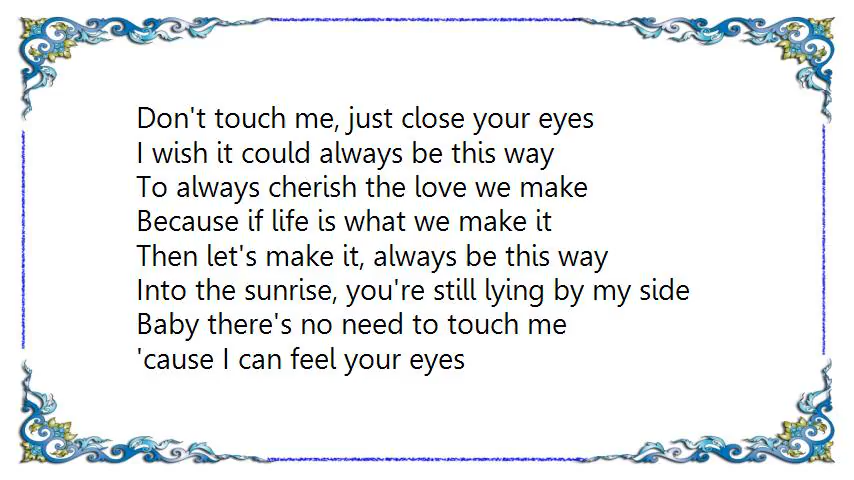 Don't touch me, just close your eyes
I wish it could always be this way
To always cherish the love we make
Because if life is what we make it
Then let's make it, always be this way
Into the sunrise, you're still lying by my side
Baby there's no need to touch me
'cause I can feel your eyes